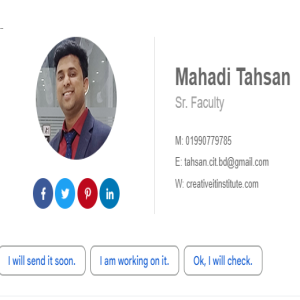 Mahadi Tahsan
Sr. Faculty
M: 01990779785
E: tahsan.cit.bd@gmail.com
W: creativeitinstitute.com
I will send it soon.
I am working on it.
Ok, I will check.